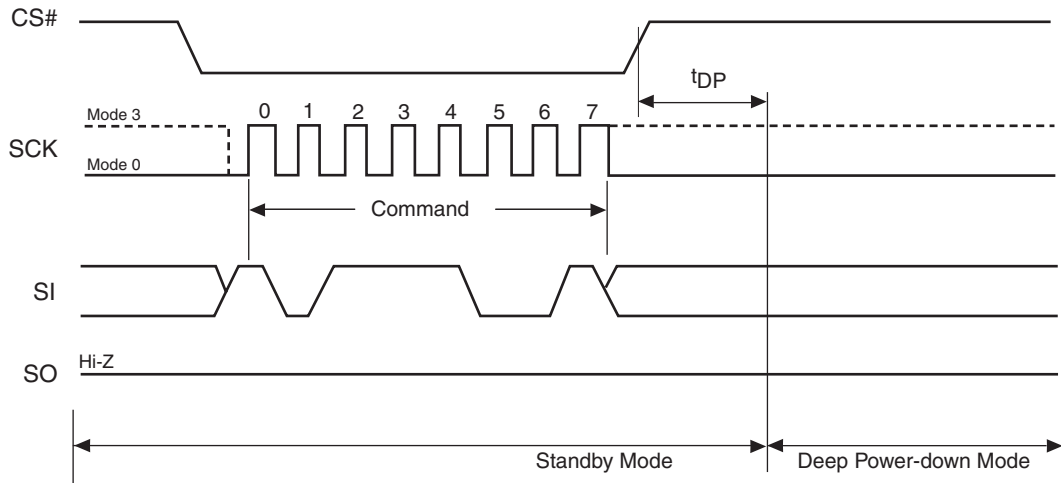 CS#
tDP
Mode 3
0 1 2 3 4 5 6 7
SCK
Mode 0
Command
SI
Hi-Z
SO
Standby Mode
Deep Power-down Mode